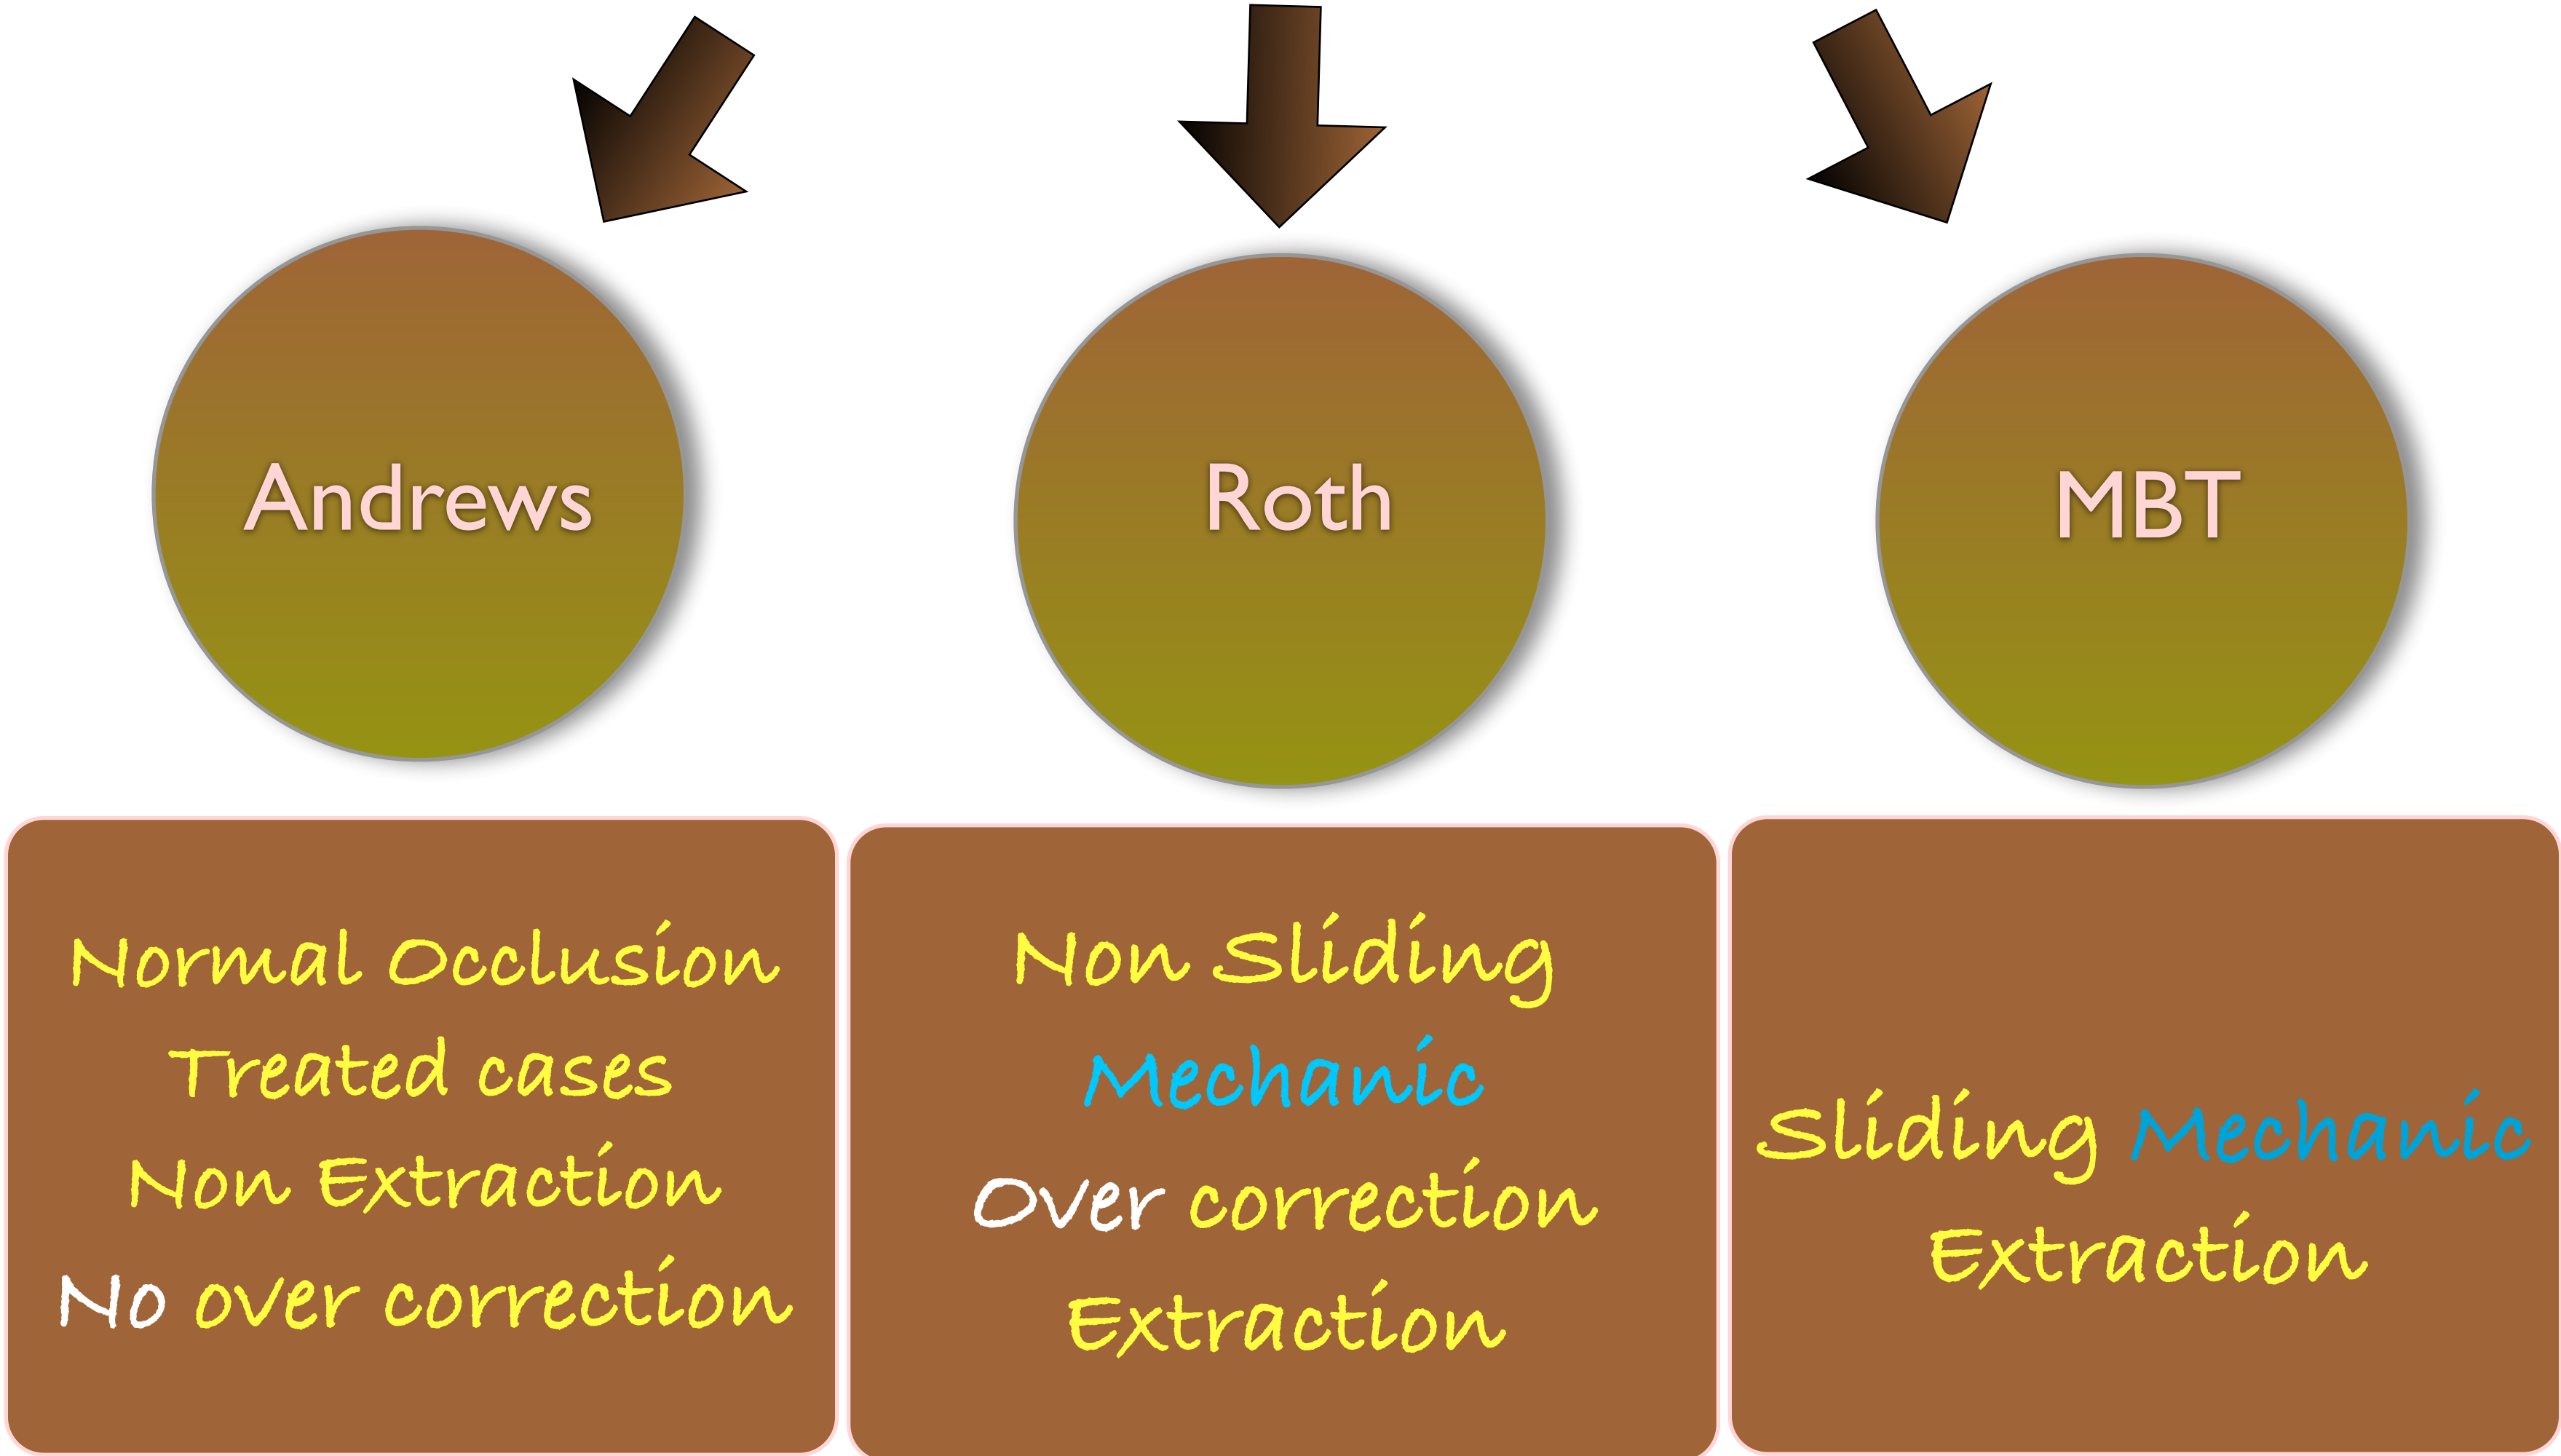 Andrews
Roth
MBT
Normal Occlusion
Treated cases
Non Extraction
No over correction
Non Sliding
Mechanic
Over correction
Extraction
Sliding Mechanic
Extraction